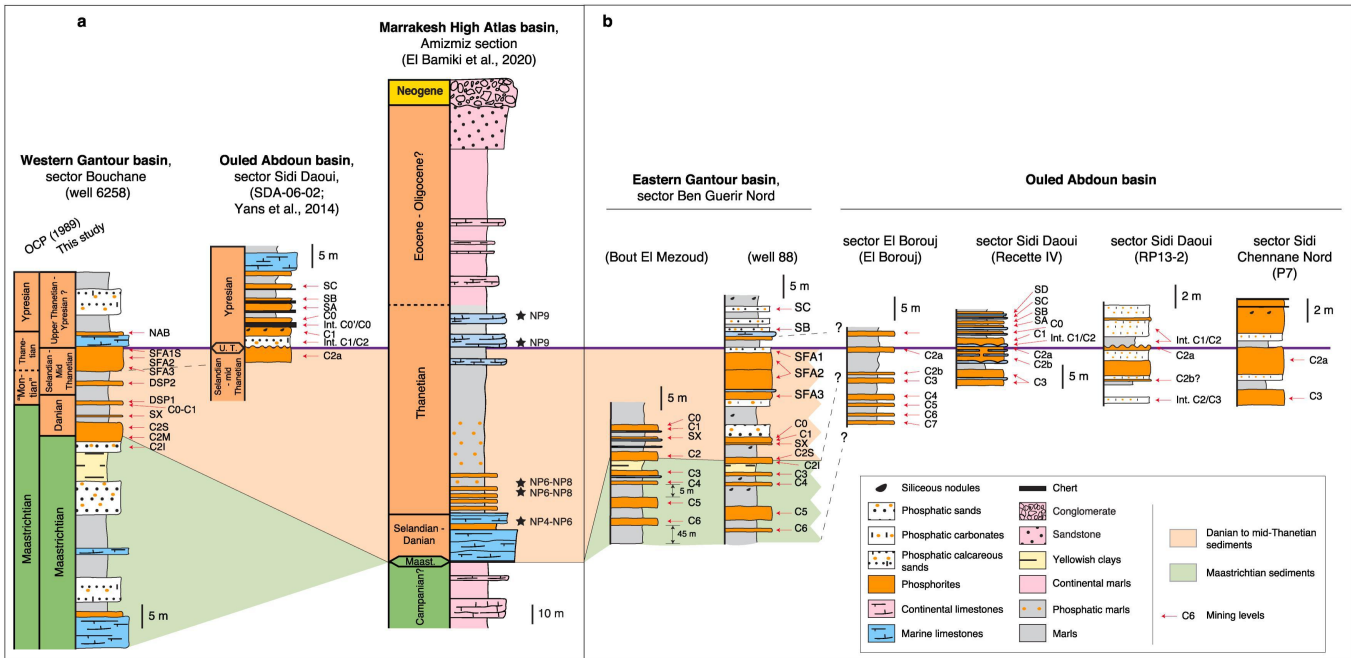 a
b
Marrakesh High Atlas basin,
Amizmiz section
(El Bamiki et al., 2020)
Western Gantour basin,
sector Bouchane
(well 6258)
OCP (1989)
This study
Ypresian
Thane-
tian
"Mon-
tian"
Maastrichtian
Upper Thanetian -
Ypresian ?
Selandian -
Mid
Thanetian
Danian
Maastrichtian
NAB
SFA1S
SFA2
SFA3
DSP2
DSP1
C0-C1
SX
C2S
C2M
C2I
5 m
Ouled Abdoun basin,
sector Sidi Daoui,
(SDA-06-02;
Yans et al., 2014)
5 m
Ypresian
U. T.
Selandian
- mid
Thanetian
SC
SB
SA
C0
Int. C0'/C0
C1
Int. C1/C2
C2a
Neogene
Eocene - Oligocene?
Thanetian
Selandian -
Danian
Maast.
Campanian?
NP9
NP9
NP6-NP8
NP6-NP8
NP4-NP6
10 m
Eastern Gantour basin,
sector Ben Guerir Nord
(Bout El Mezoud)
5 m
C0
C1
SX
C2
C3
C4
5 m
C5
C6
45 m
(well 88)
5 m
SC
SB
SFA1
SFA2
SFA3
C0
C1
SX
C2S
C2I
C3
C4
C5
C6
Ouled Abdoun basin
sector El Borouj
(El Borouj)
5 m
?
?
?
C2a
C2b
C3
C4
C5
C6
C7
sector Sidi Daoui
(Recette IV)
SD
SC
SB
SA
C0
C1
Int. C1/C2
C2a
C2b
C3
5 m
sector Sidi Daoui
(RP13-2)
2 m
Int. C1/C2
C2a
C2b?
Int. C2/C3
sector Sidi
Chennane Nord
(P7)
2 m
C2a
C3
Siliceous nodules
Phosphatic sands
Phosphatic carbonates
Phosphatic calcareous
sands
Phosphorites
Continental limestones
Marine limestones
Chert
Conglomerate
Sandstone
Yellowish clays
Continental marls
Phosphatic marls
Marls
Danian to mid-Thanetian
sediments
Maastrichtian sediments
C6 Mining levels